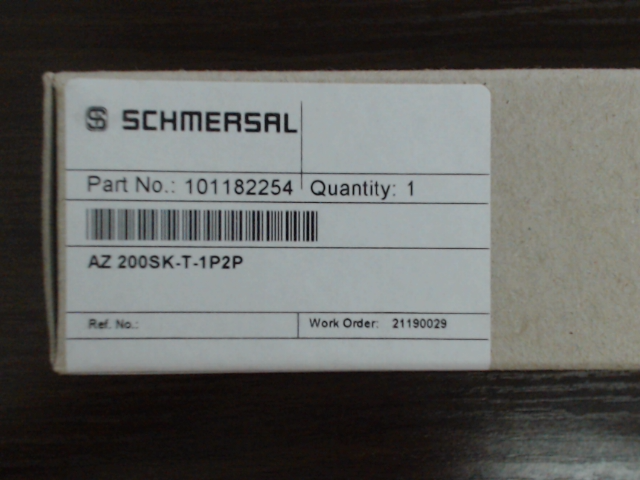 SCHMERSAL
Part No.: 101182254 Quantity: 1
AZ 200SK-T-1P2P
Ref. No.: Work Order: 21190029